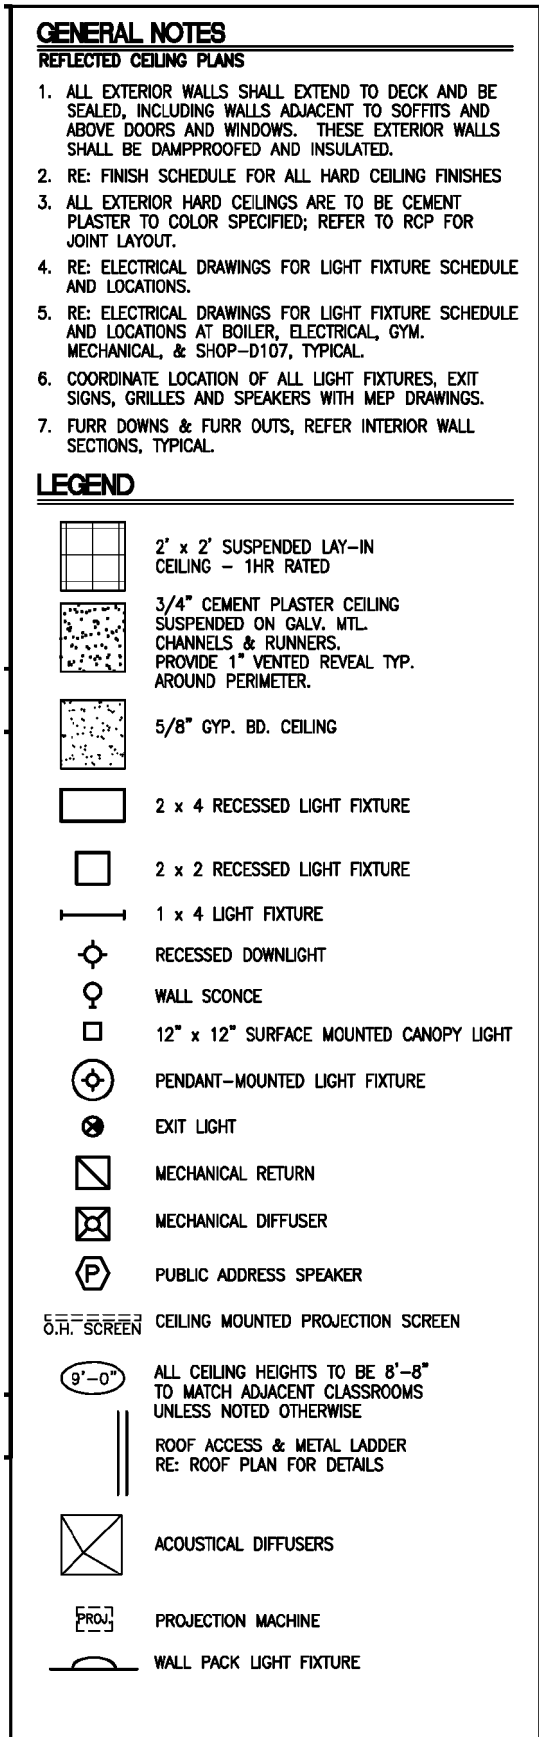 GENERAL NOTES
REFLECTED CEILING PLANS
1. ALL EXTERIOR WALLS SHALL EXTEND TO DECK AND BE
SEALED, INCLUDING WALLS ADJACENT TO SOFFITS AND
ABOVE DOORS AND WINDOWS. THESE EXTERIOR WALLS
SHALL BE DAMPPROOFED AND INSULATED.
2. RE: FINISH SCHEDULE FOR ALL HARD CEILING FINISHES
3. ALL EXTERIOR HARD CEILINGS ARE TO BE CEMENT
PLASTER TO COLOR SPECIFIED; REFER TO RCP FOR
JOINT LAYOUT.
4. RE: ELECTRICAL DRAWINGS FOR LIGHT FIXTURE SCHEDULE
AND LOCATIONS.
5. RE: ELECTRICAL DRAWINGS FOR LIGHT FIXTURE SCHEDULE
AND LOCATIONS AT BOILER, ELECTRICAL, GYM.
MECHANICAL, & SHOP-D107, TYPICAL.
6. COORDINATE LOCATION OF ALL LIGHT FIXTURES, EXIT
SIGNS, GRILLES AND SPEAKERS WITH MEP DRAWINGS.
7. FURR DOWNS & FURR OUTS, REFER INTERIOR WALL
SECTIONS, TYPICAL.
LEGEND
2' x 2' SUSPENDED LAY-IN
CEILING - 1HR RATED
3/4" CEMENT PLASTER CEILING
SUSPENDED ON GALV. MTL.
CHANNELS & RUNNERS.
PROVIDE 1" VENTED REVEAL TYP.
AROUND PERIMETER.
5/8" GYP. BD. CEILING
2 x 4 RECESSED LIGHT FIXTURE
2 x 2 RECESSED LIGHT FIXTURE
1 x 4 LIGHT FIXTURE
RECESSED DOWNLIGHT
WALL SCONCE
12" x 12" SURFACE MOUNTED CANOPY LIGHT
PENDANT-MOUNTED LIGHT FIXTURE
EXIT LIGHT
MECHANICAL RETURN
MECHANICAL DIFFUSER
P PUBLIC ADDRESS SPEAKER
O.H. SCREEN CEILING MOUNTED PROJECTION SCREEN
9'-0" ALL CEILING HEIGHTS TO BE 8'-8"
TO MATCH ADJACENT CLASSROOMS
UNLESS NOTED OTHERWISE
ROOF ACCESS & METAL LADDER
RE: ROOF PLAN FOR DETAILS
ACOUSTICAL DIFFUSERS
PROJ. PROJECTION MACHINE
WALL PACK LIGHT FIXTURE